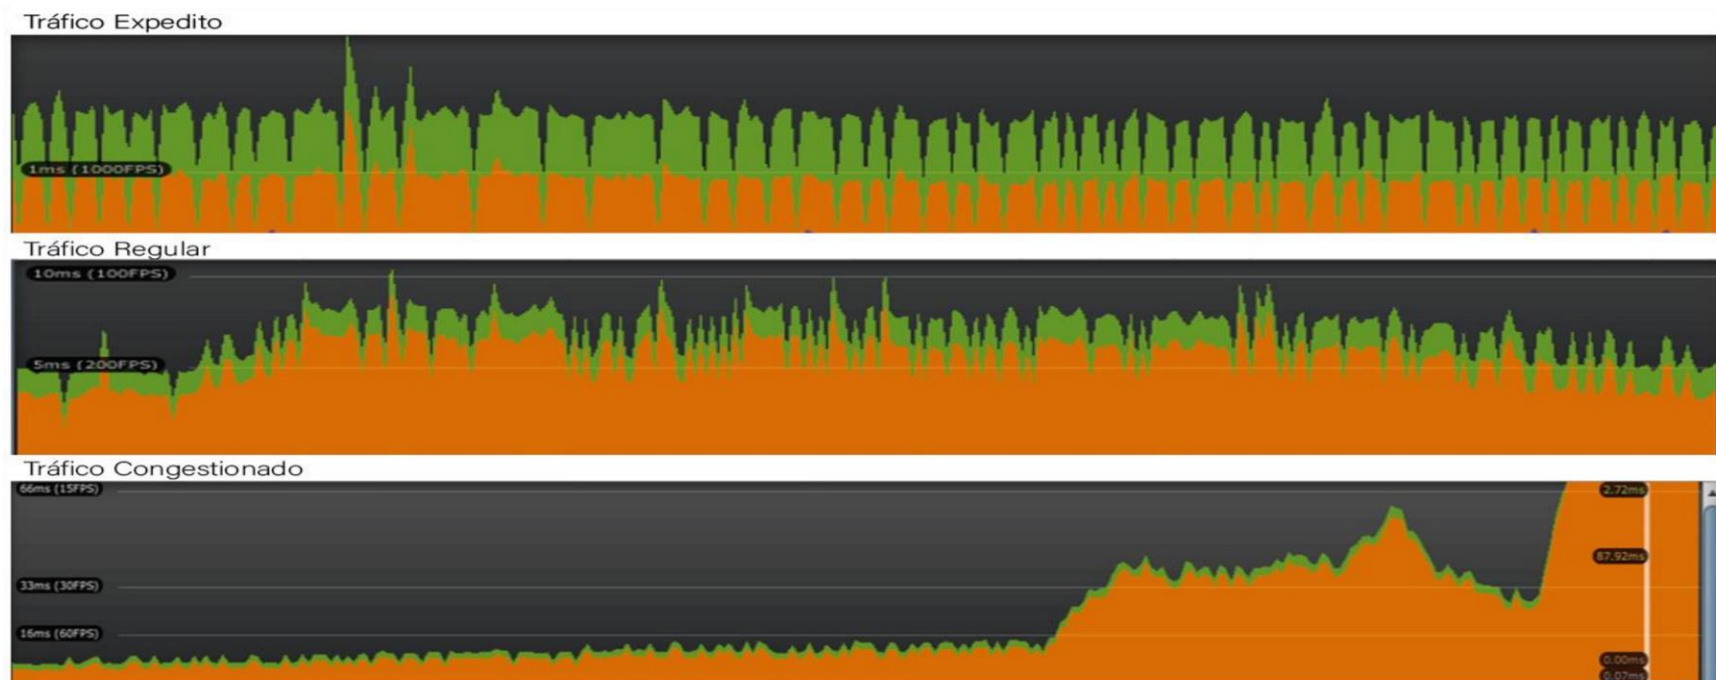 Tráfico Expedito
1ms (1000FPS)
Tráfico Regular
10ms (100FPS)
5ms (200FPS)
Tráfico Congestionado
66ms (15FPS)
2.72ms
87.92ms
33ms (30FPS)
16ms (60FPS)
0.00ms
0.07ms